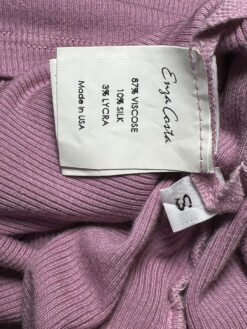 Enza Costa
87% VISCOSE
10% SILK
3% LYCRA
Made in USA
S